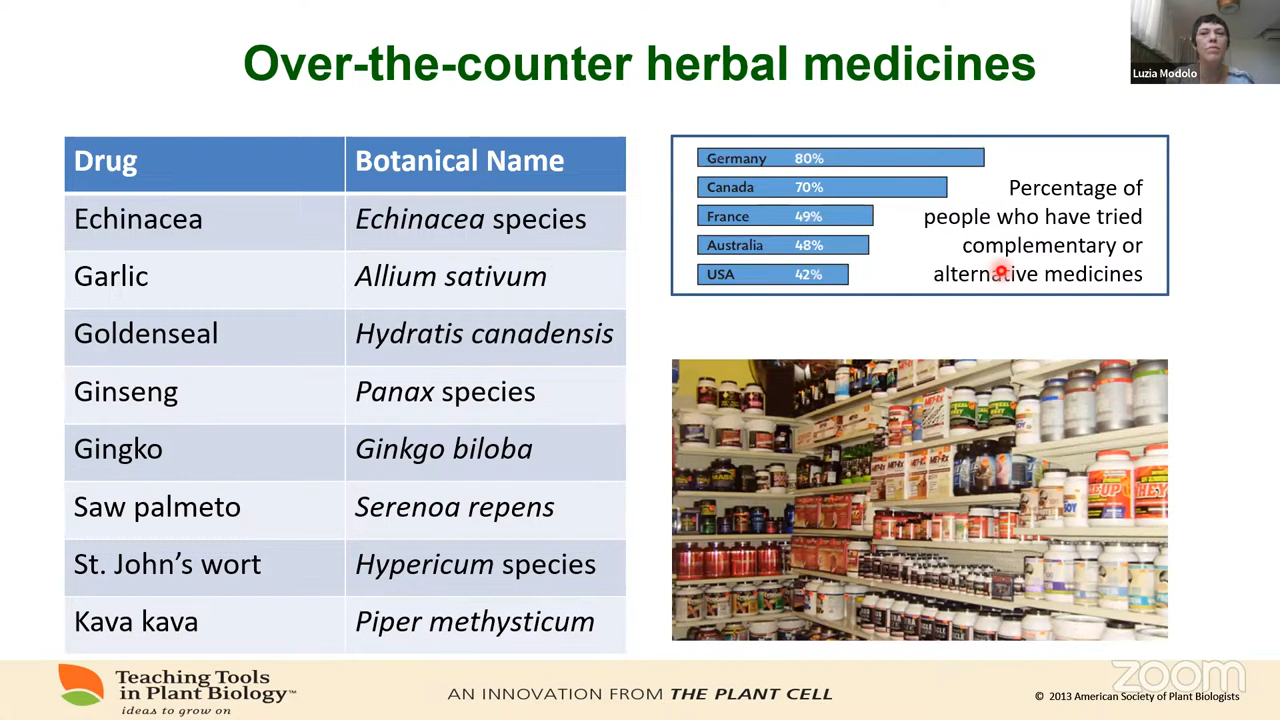 Over-the-counter herbal medicines
Luzia Modolo
Drug Botanical Name
Echinacea Echinacea species
Garlic Allium sativum
Goldenseal Hydratis canadensis
Ginseng Panax species
Gingko Ginkgo biloba
Saw palmeto Serenoa repens
St. John’s wort Hypericum species
Kava kava Piper methysticum
Germany 80%
Canada 70%
France 49%
Australia 48%
USA 42%
Percentage of
people who have tried
complementary or
alternative medicines
Teaching Tools
in Plant Biology™
ideas to grow on
AN INNOVATION FROM THE PLANT CELL
zoom
© 2013 American Society of Plant Biologists